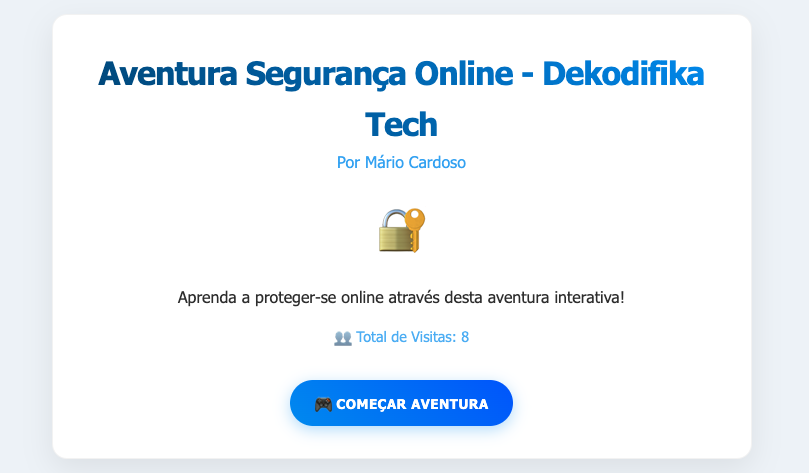 Aventura Segurança Online - Dekodifika
Tech
Por Mário Cardoso
Aprenda a proteger-se online através desta aventura interativa!
👥 Total de Visitas: 8
🎮 COMEÇAR AVENTURA